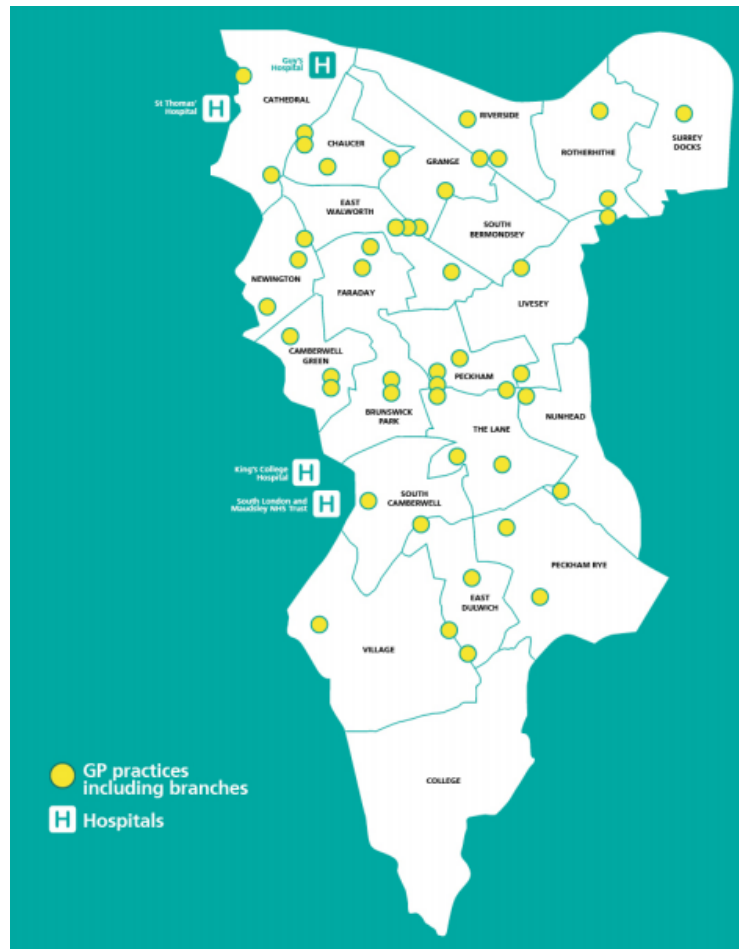 Guy's
Hospital
H
St Thomas'
Hospital
H
CATHEDRAL
RIVERSIDE
SURREY
DOCKS
CHAUCER
ROTHERHITHE
GRANGE
EAST
WALWORTH
SOUTH
BERMONDSEY
NEWINGTON
FARADAY
LIVESEY
CAMBERWELL
GREEN
PECKHAM
BRUNSWICK
PARK
NUNHEAD
THE LANE
King's College
Hospital
H
SOUTH
CAMBERWELL
South London and
Maudsley NHS Trust
H
PECKHAM RYE
EAST
DULWICH
VILLAGE
GP practices
including branches
COLLEGE
H Hospitals